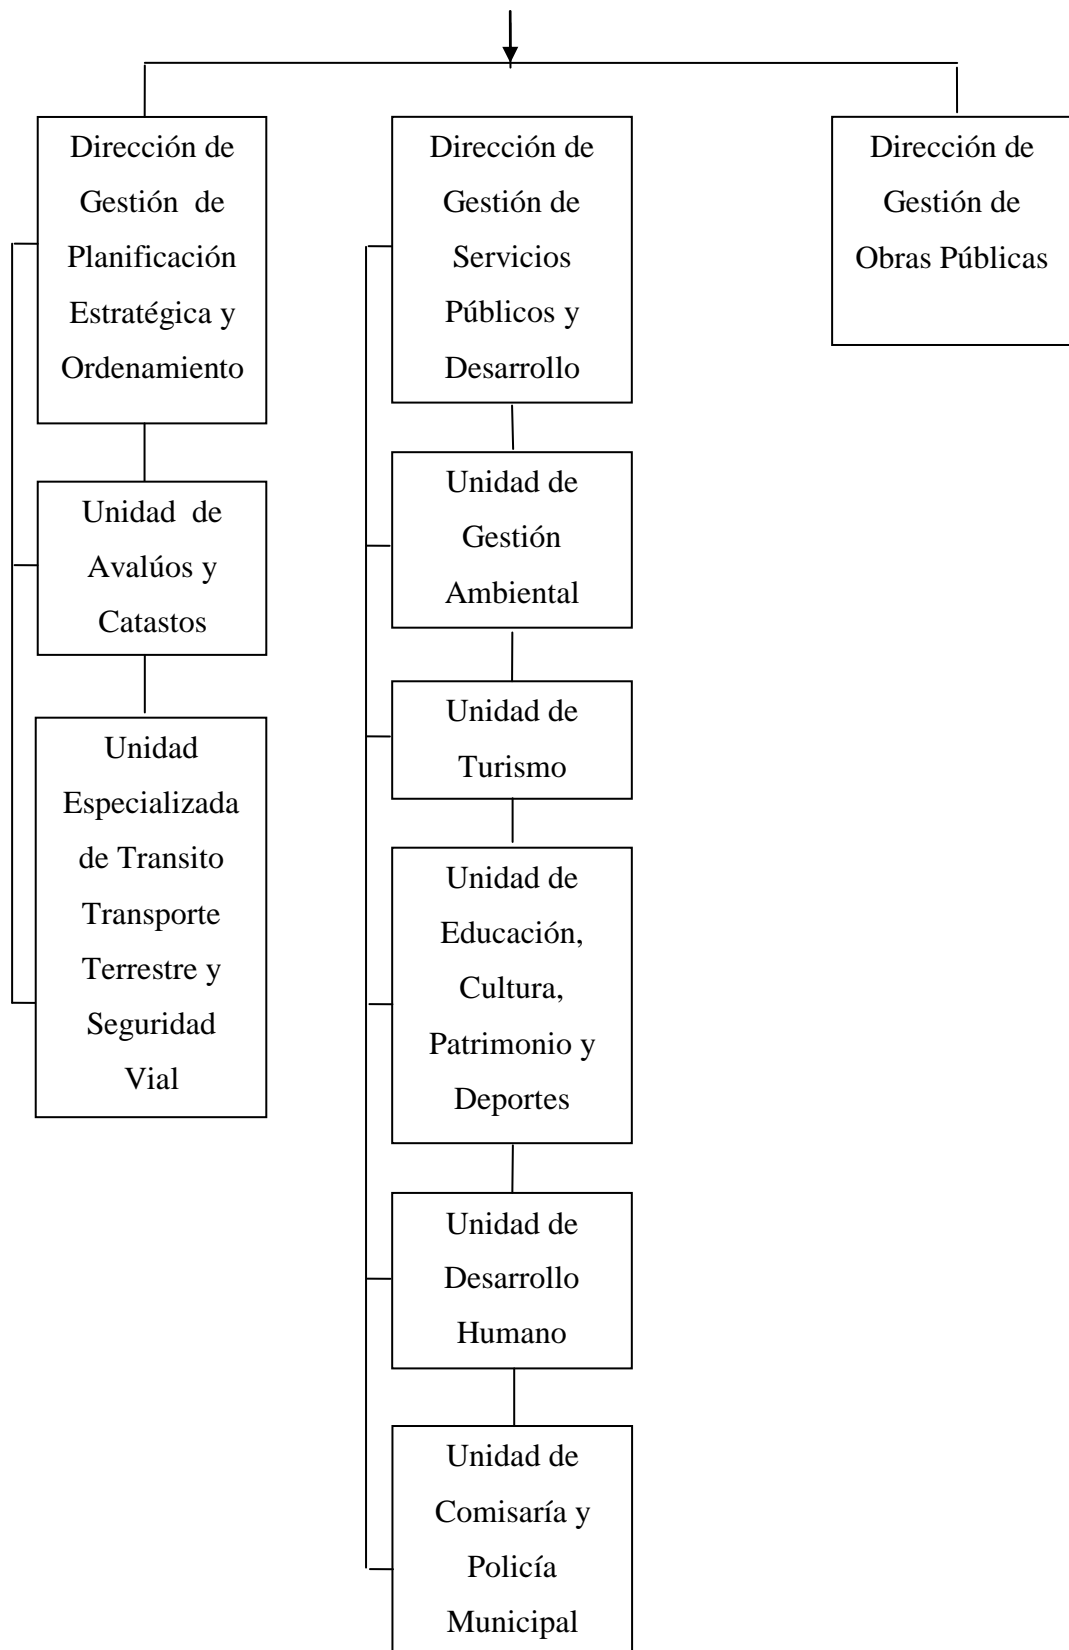 Dirección de
Gestión de
Planificación
Estratégica y
Ordenamiento
Unidad de
Avalúos y
Catastos
Unidad
Especializada
de Transito
Transporte
Terrestre y
Seguridad
Vial
Dirección de
Gestión de
Servicios
Públicos y
Desarrollo
Unidad de
Gestión
Ambiental
Unidad de
Turismo
Unidad de
Educación,
Cultura,
Patrimonio y
Deportes
Unidad de
Desarrollo
Humano
Unidad de
Comisaría y
Policía
Municipal
Dirección de
Gestión de
Obras Públicas